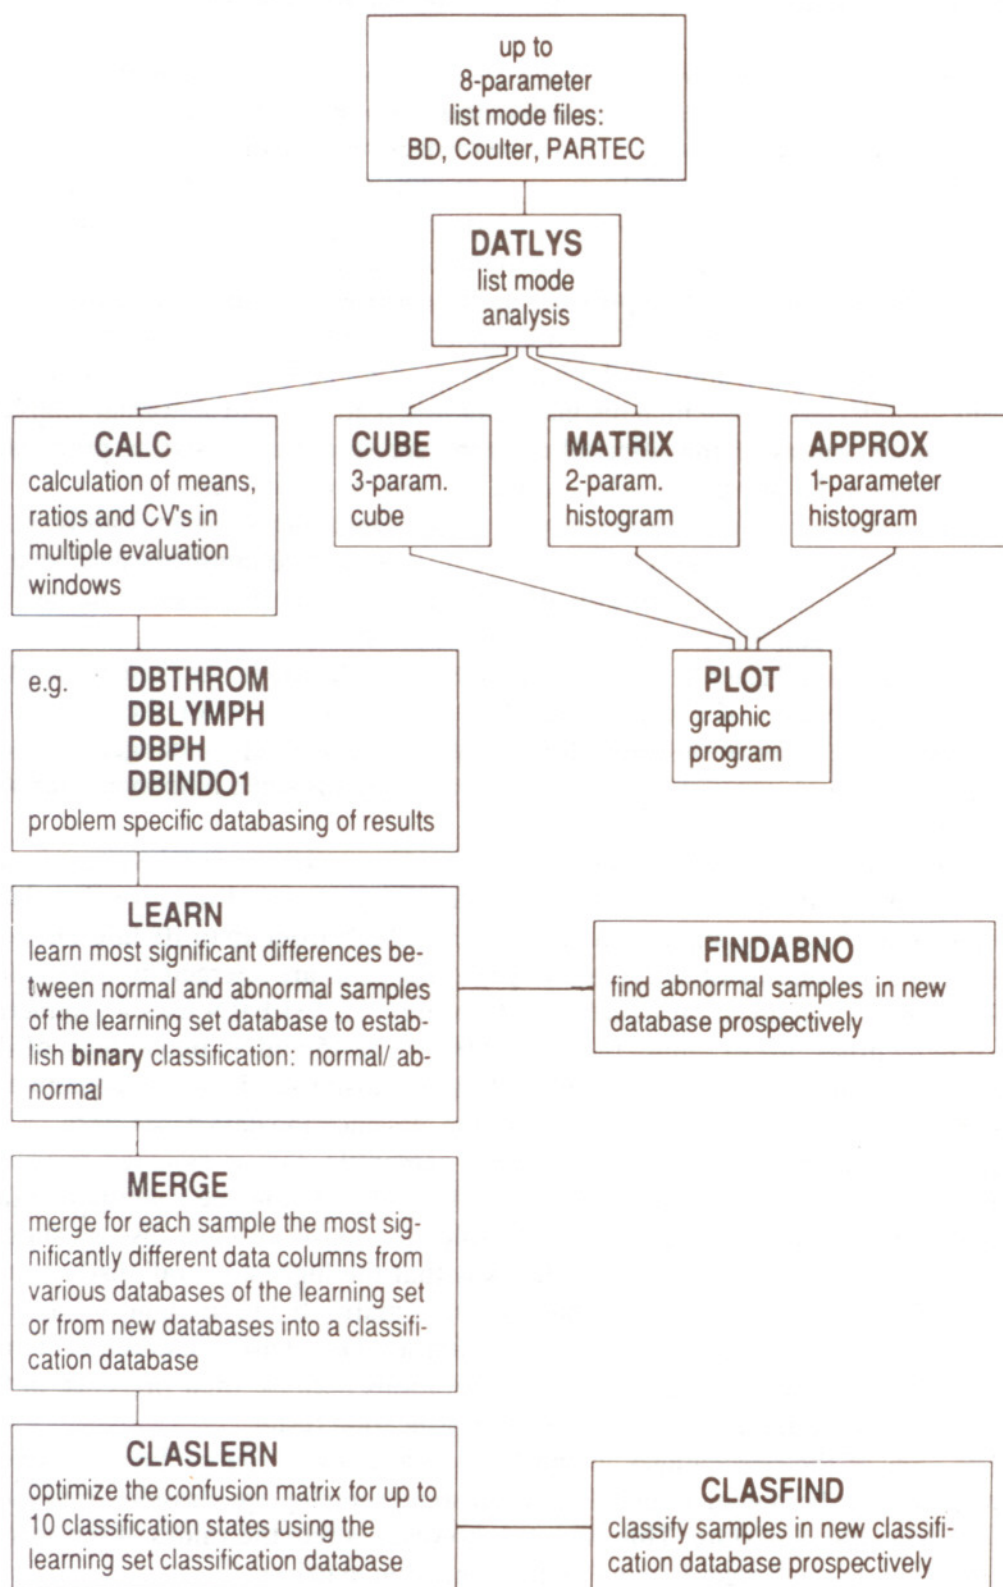 up to
8-parameter
list mode files:
BD, Coulter, PARTEC
DATLYS
list mode
analysis
CALC
calculation of means,
ratios and CV's in
multiple evaluation
windows
CUBE
3-param.
cube
MATRIX
2-param.
histogram
APPROX
1-parameter
histogram
PLOT
graphic
program
e.g. DBTHROM
DBLYMPH
DBPH
DBINDO1
problem specific databasing of results
LEARN
learn most significant differences be-
tween normal and abnormal samples
of the learning set database to estab-
lish binary classification: normal/ ab-
normal
FINDABNO
find abnormal samples in new
database prospectively
MERGE
merge for each sample the most sig-
nificantly different data columns from
various databases of the learning set
or from new databases into a classifi-
cation database
CLASLERN
optimize the confusion matrix for up to
10 classification states using the
learning set classification database
CLASFIND
classify samples in new classifi-
cation database prospectively